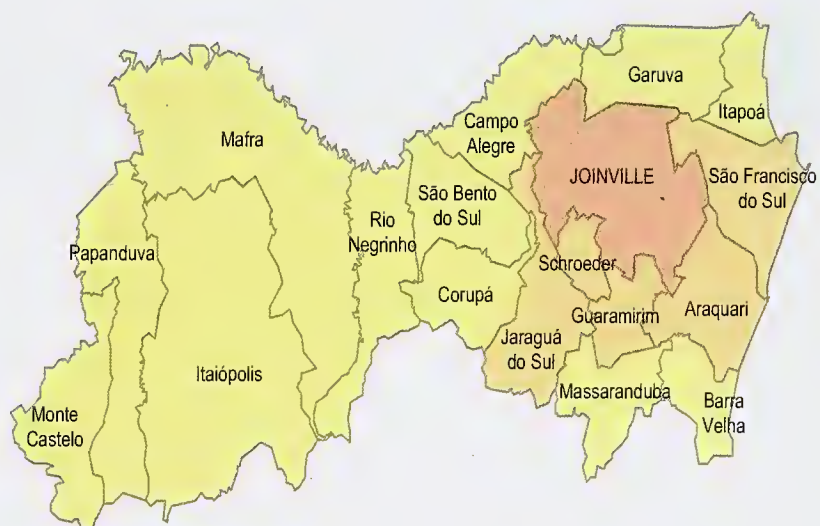 Garuva
Itapoá
Campo
Alegre
Mafra
JOINVILLE
São Francisco
do Sul
São Bento
do Sul
Rio
Negrinho
Papanduva
Schroeder
Corupá
Guaramirim
Araquari
Jaraguá
do Sul
Itaiópolis
Massaranduba
Barra
Velha
Monte
Castelo